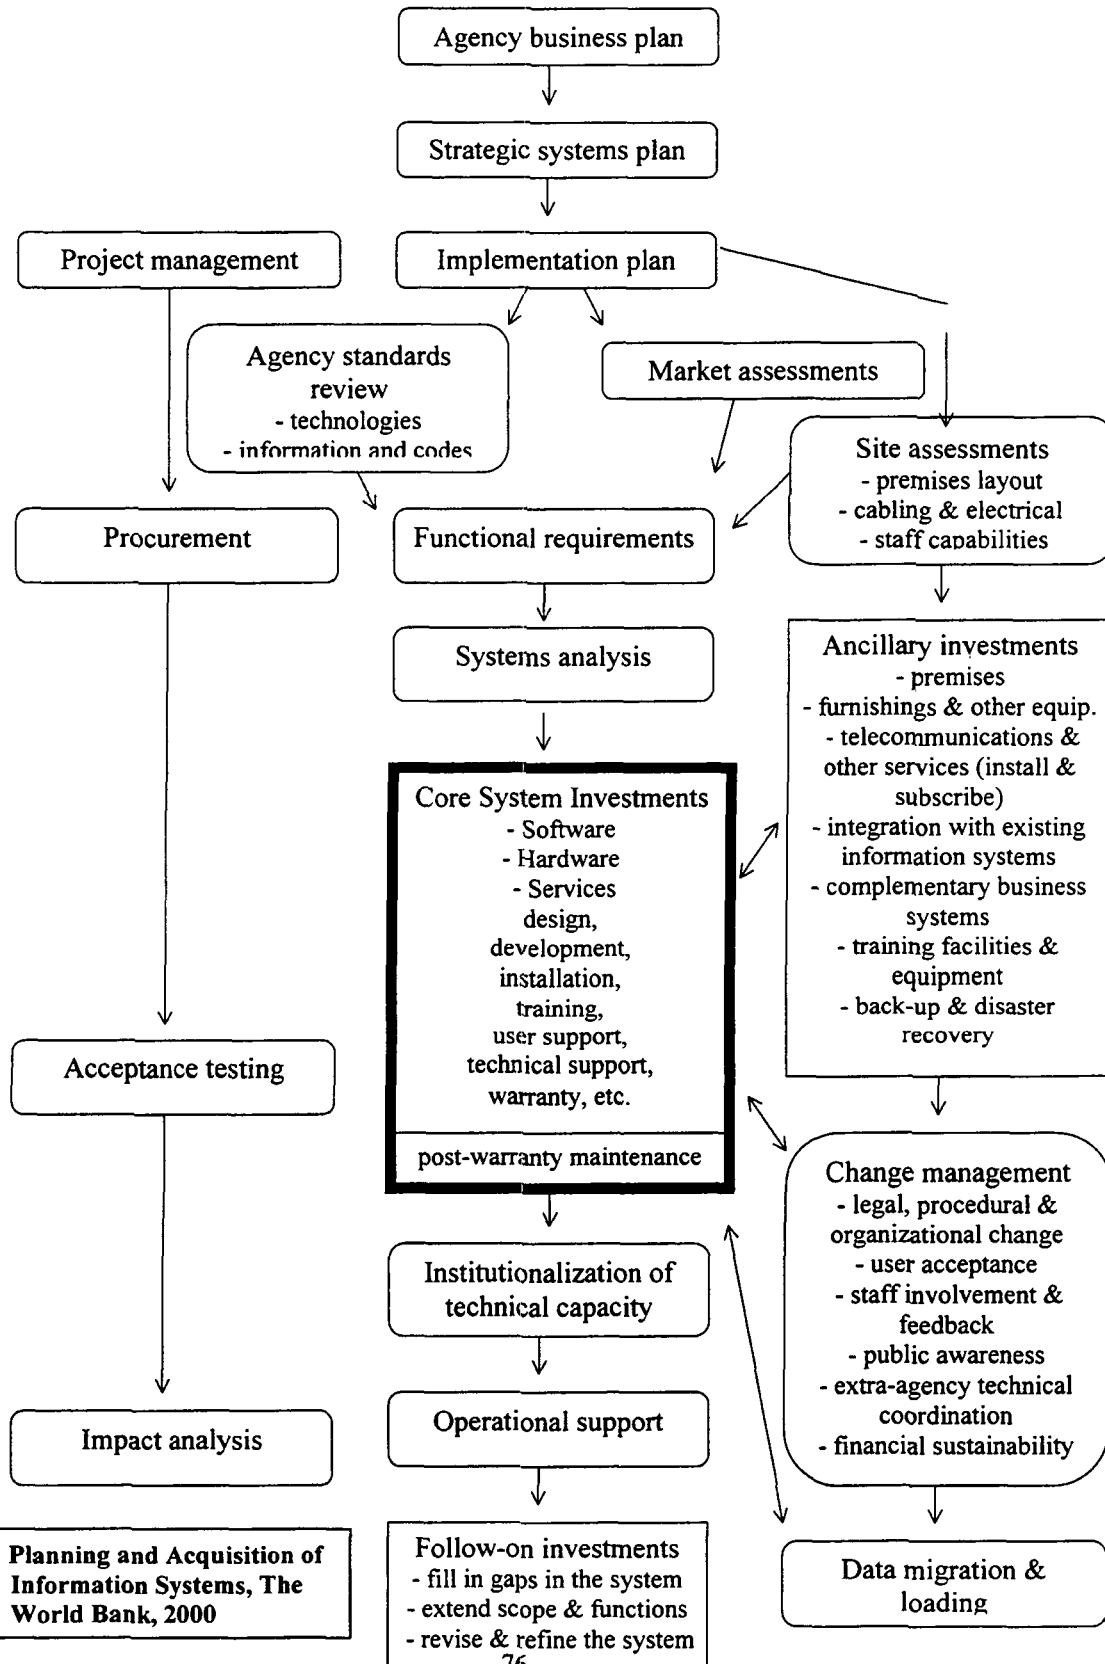 Agency business plan
Strategic systems plan
Project management
Implementation plan
Agency standards
review
- technologies
- information and codes
Market assessments
Site assessments
- premises layout
- cabling & electrical
- staff capabilities
Procurement
Functional requirements
Systems analysis
Ancillary investments
- premises
- furnishings & other equip.
- telecommunications &
other services (install &
subscribe)
- integration with existing
information systems
- complementary business
systems
- training facilities &
equipment
- back-up & disaster
recovery
Core System Investments
- Software
- Hardware
- Services
design,
development,
installation,
training,
user support,
technical support,
warranty, etc.
post-warranty maintenance
Acceptance testing
Change management
- legal, procedural &
organizational change
- user acceptance
- staff involvement &
feedback
- public awareness
- extra-agency technical
coordination
- financial sustainability
Institutionalization of
technical capacity
Operational support
Impact analysis
Planning and Acquisition of
Information Systems, The
World Bank, 2000
Follow-on investments
- fill in gaps in the system
- extend scope & functions
- revise & refine the system
Data migration &
loading
76